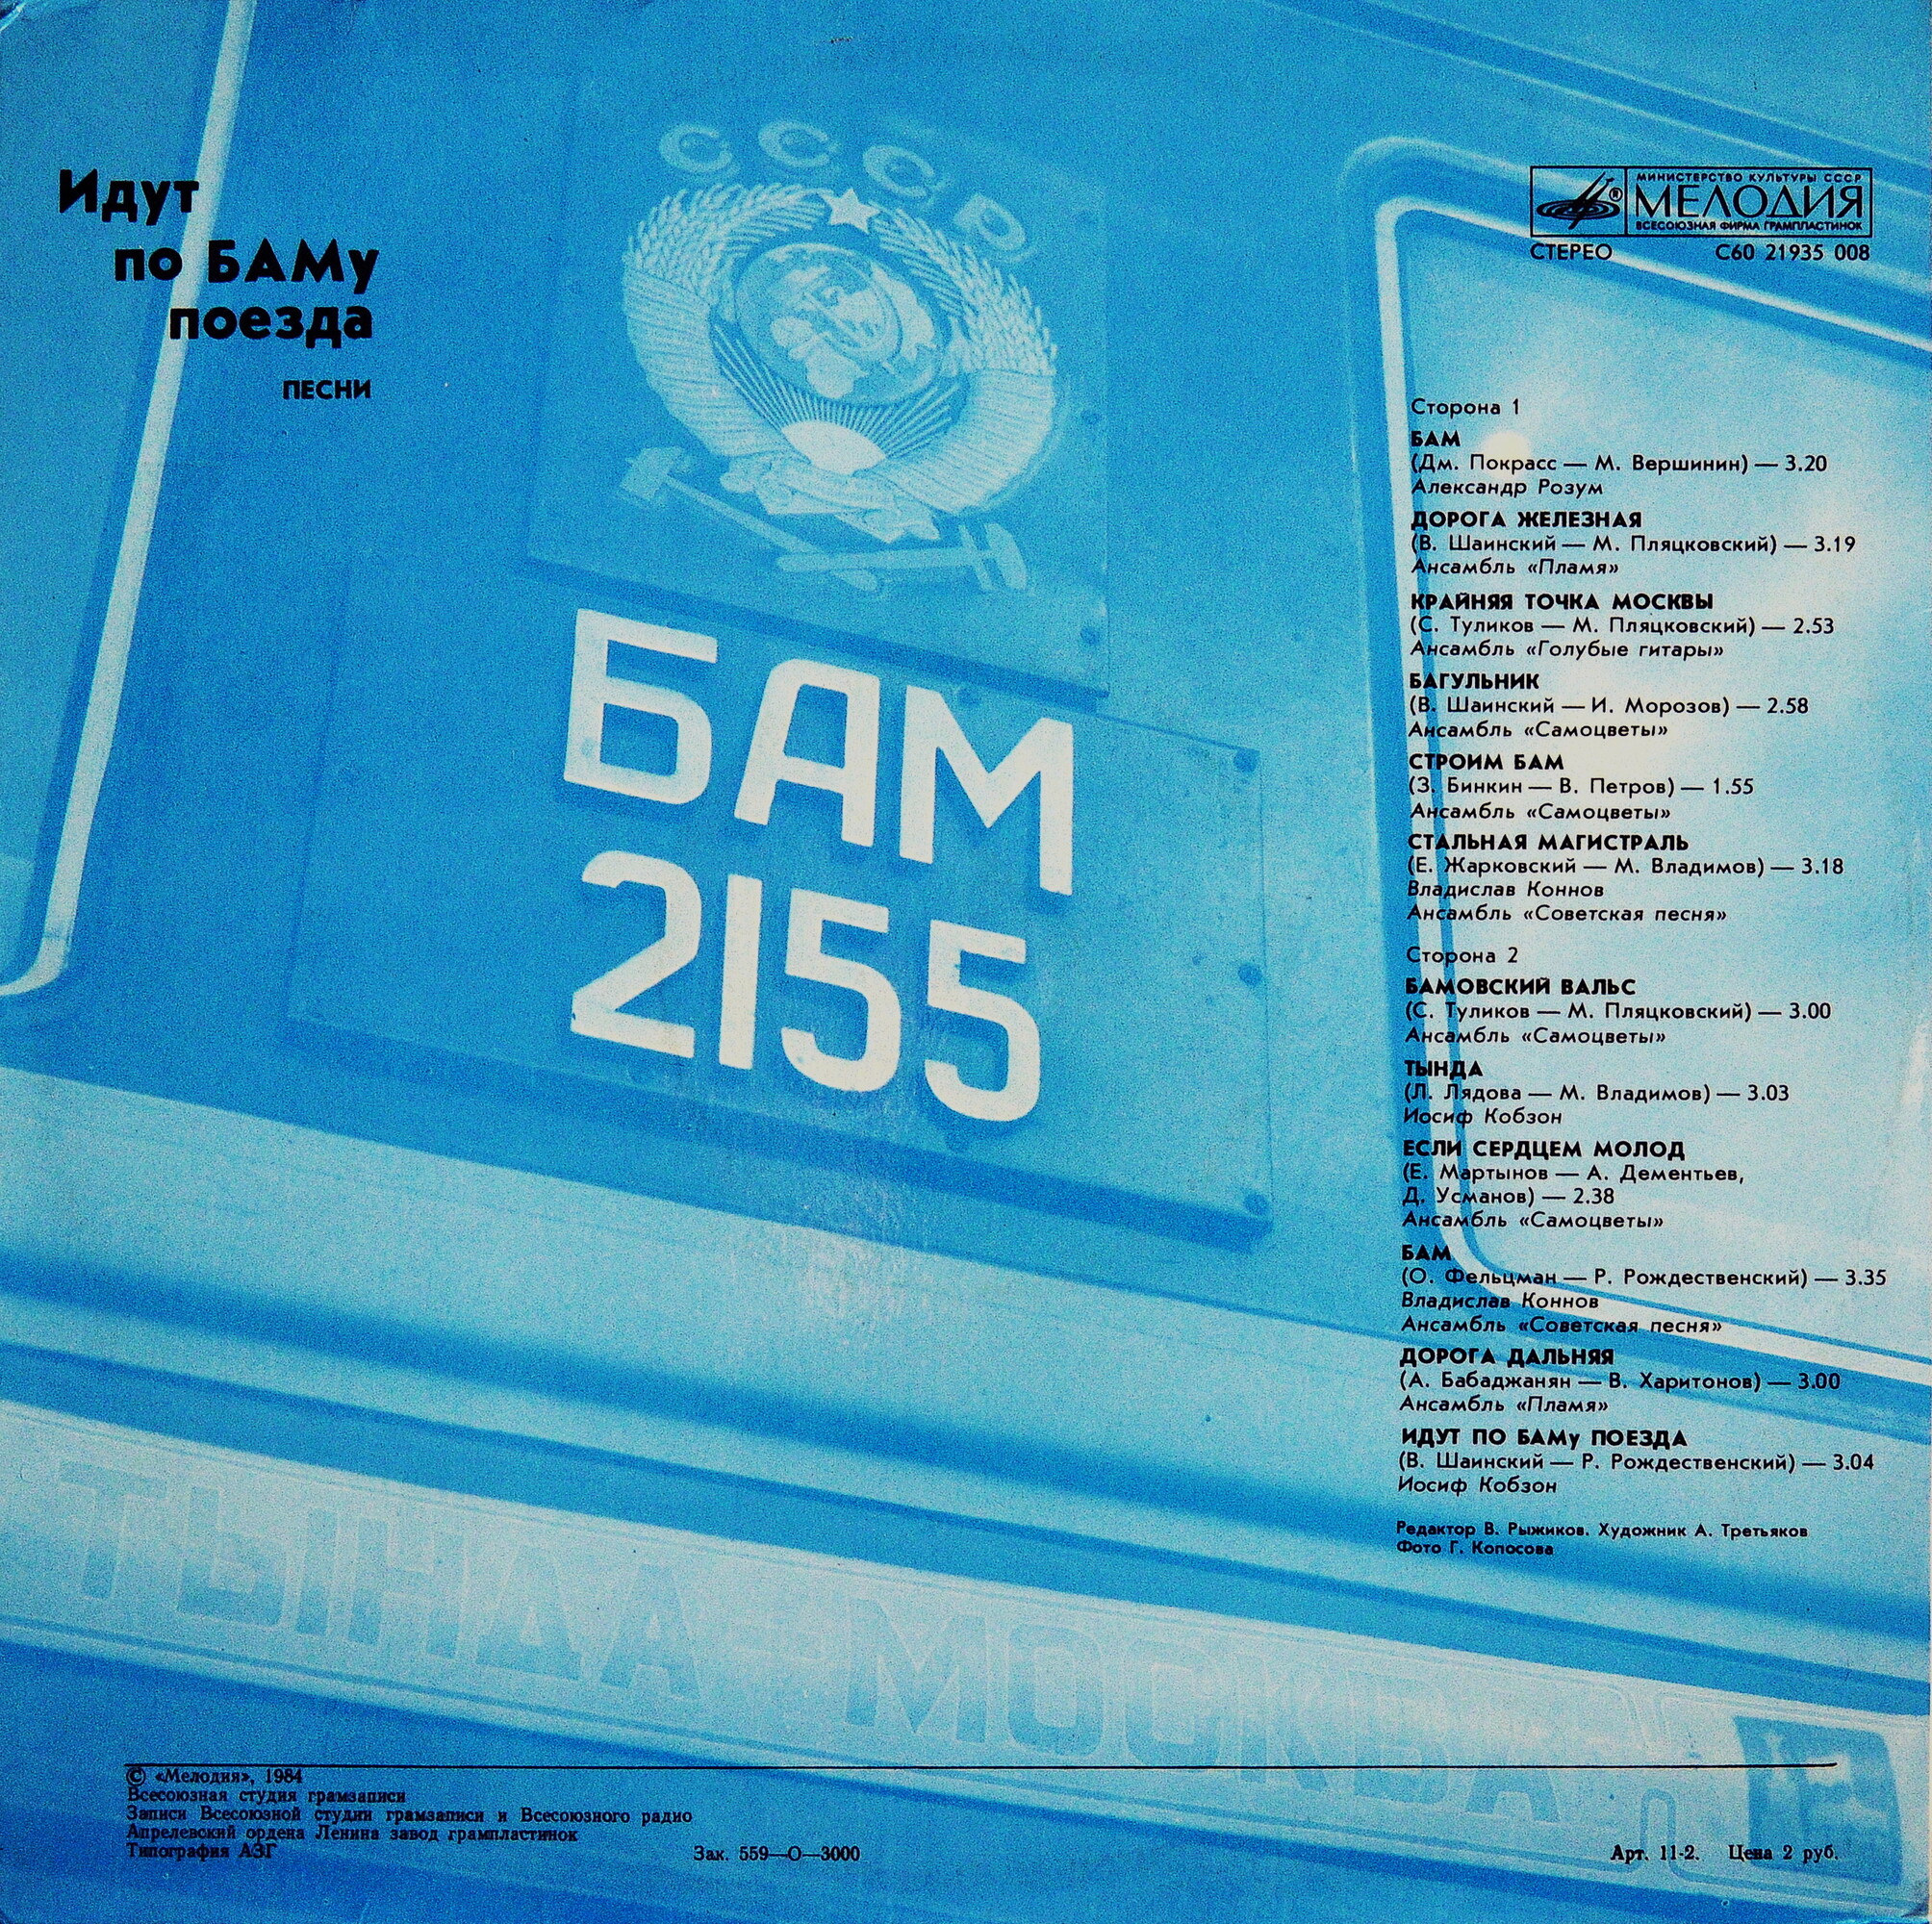 Идут
по БАМу
поезда
ПЕСНИ
СССР
БАМ
2155
ТЫНДА-МОСКВА
МИНИСТЕРСТВО КУЛЬТУРЫ СССР
МЕЛОДИЯ
ВСЕСОЮЗНАЯ ФИРМА ГРАМПЛАСТИНОК
СТЕРЕО С60 21935 008
Сторона 1
БАМ
(Дм. Покрасс — М. Вершинин) — 3.20
Александр Розум
ДОРОГА ЖЕЛЕЗНАЯ
(В. Шаинский — М. Пляцковский) — 3.19
Ансамбль «Пламя»
КРАЙНЯЯ ТОЧКА МОСКВЫ
(С. Туликов — М. Пляцковский) — 2.53
Ансамбль «Голубые гитары»
БАГУЛЬНИК
(В. Шаинский — И. Морозов) — 2.58
Ансамбль «Самоцветы»
СТРОИМ БАМ
(З. Бинкин — В. Петров) — 1.55
Ансамбль «Самоцветы»
СТАЛЬНАЯ МАГИСТРАЛЬ
(Е. Жарковский — М. Владимов) — 3.18
Владислав Коннов
Ансамбль «Советская песня»
Сторона 2
БАМОВСКИЙ ВАЛЬС
(С. Туликов — М. Пляцковский) — 3.00
Ансамбль «Самоцветы»
ТЫНДА
(Л. Лядова — М. Владимов) — 3.03
Иосиф Кобзон
ЕСЛИ СЕРДЦЕМ МОЛОД
(Е. Мартынов — А. Дементьев,
Д. Усманов) — 2.38
Ансамбль «Самоцветы»
БАМ
(О. Фельцман — Р. Рождественский) — 3.35
Владислав Коннов
Ансамбль «Советская песня»
ДОРОГА ДАЛЬНЯЯ
(А. Бабаджанян — В. Харитонов) — 3.00
Ансамбль «Пламя»
ИДУТ ПО БАМу ПОЕЗДА
(В. Шаинский — Р. Рождественский) — 3.04
Иосиф Кобзон
Редактор В. Рыжиков. Художник А. Третьяков
Фото Г. Копосова
© «Мелодия», 1984
Всесоюзная студия грамзаписи
Записи Всесоюзной студии грамзаписи и Всесоюзного радио
Апрелевский ордена Ленина завод грампластинок
Типография АЗГ Зак. 559—О—3000 Арт. 11-2. Цена 2 руб.